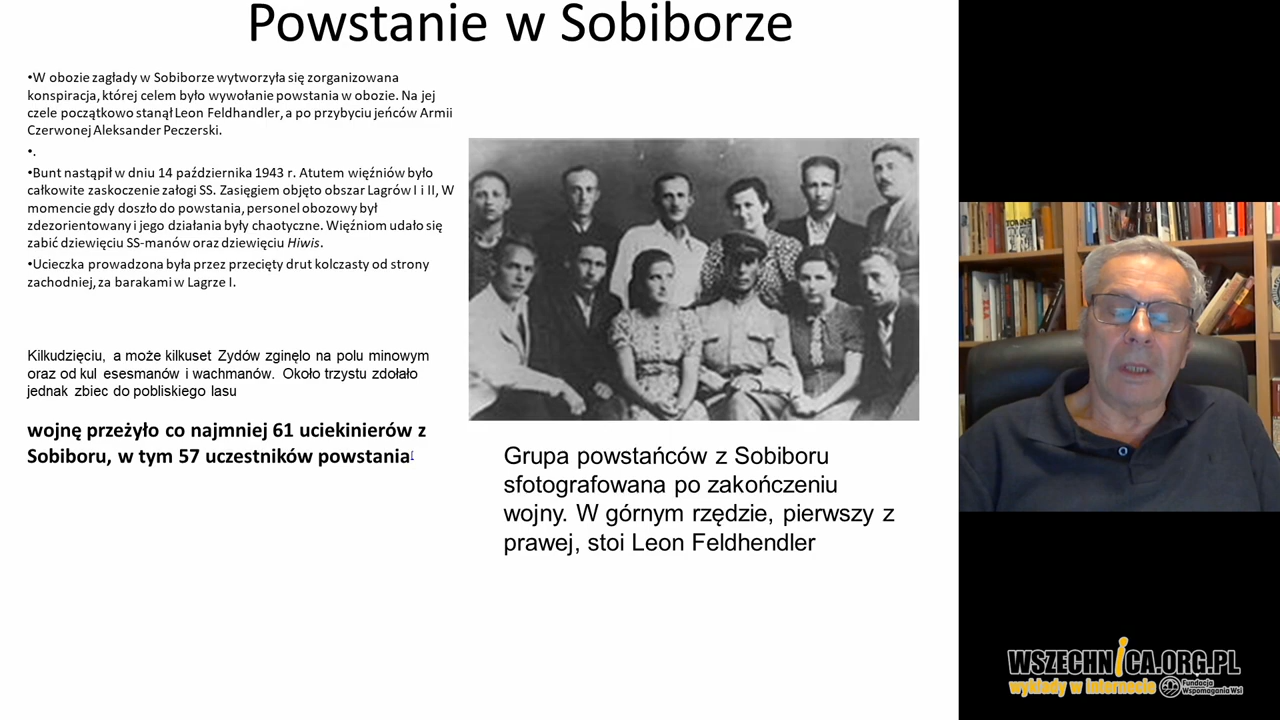 Powstanie w Sobiborze
•W obozie zagłady w Sobiborze wytworzyła się zorganizowana
konspiracja, której celem było wywołanie powstania w obozie. Na jej
czele początkowo stanął Leon Feldhandler, a po przybyciu jeńców Armii
Czerwonej Aleksander Peczerski.
•.
•Bunt nastąpił w dniu 14 października 1943 r. Atutem więźniów było
całkowite zaskoczenie załogi SS. Zasięgiem objęto obszar Lagrów I i II, W
momencie gdy doszło do powstania, personel obozowy był
zdezorientowany i jego działania były chaotyczne. Więźniom udało się
zabić dziewięciu SS-manów oraz dziewięciu Hiwis.
•Ucieczka prowadzona była przez przecięty drut kolczasty od strony
zachodniej, za barakami w Lagrze I.
Kilkudzięciu, a może kilkuset Zydów zginęło na polu minowym
oraz od kul esesmanów i wachmanów. Około trzystu zdołało
jednak zbiec do pobliskiego lasu
wojnę przeżyło co najmniej 61 uciekinierów z
Sobiboru, w tym 57 uczestników powstania[
Grupa powstańców z Sobiboru
sfotografowana po zakończeniu
wojny. W górnym rzędzie, pierwszy z
prawej, stoi Leon Feldhendler
WSZECHNICA.ORG.PL
wykłady w internecie
Fundacja
Wspomagania Wsi